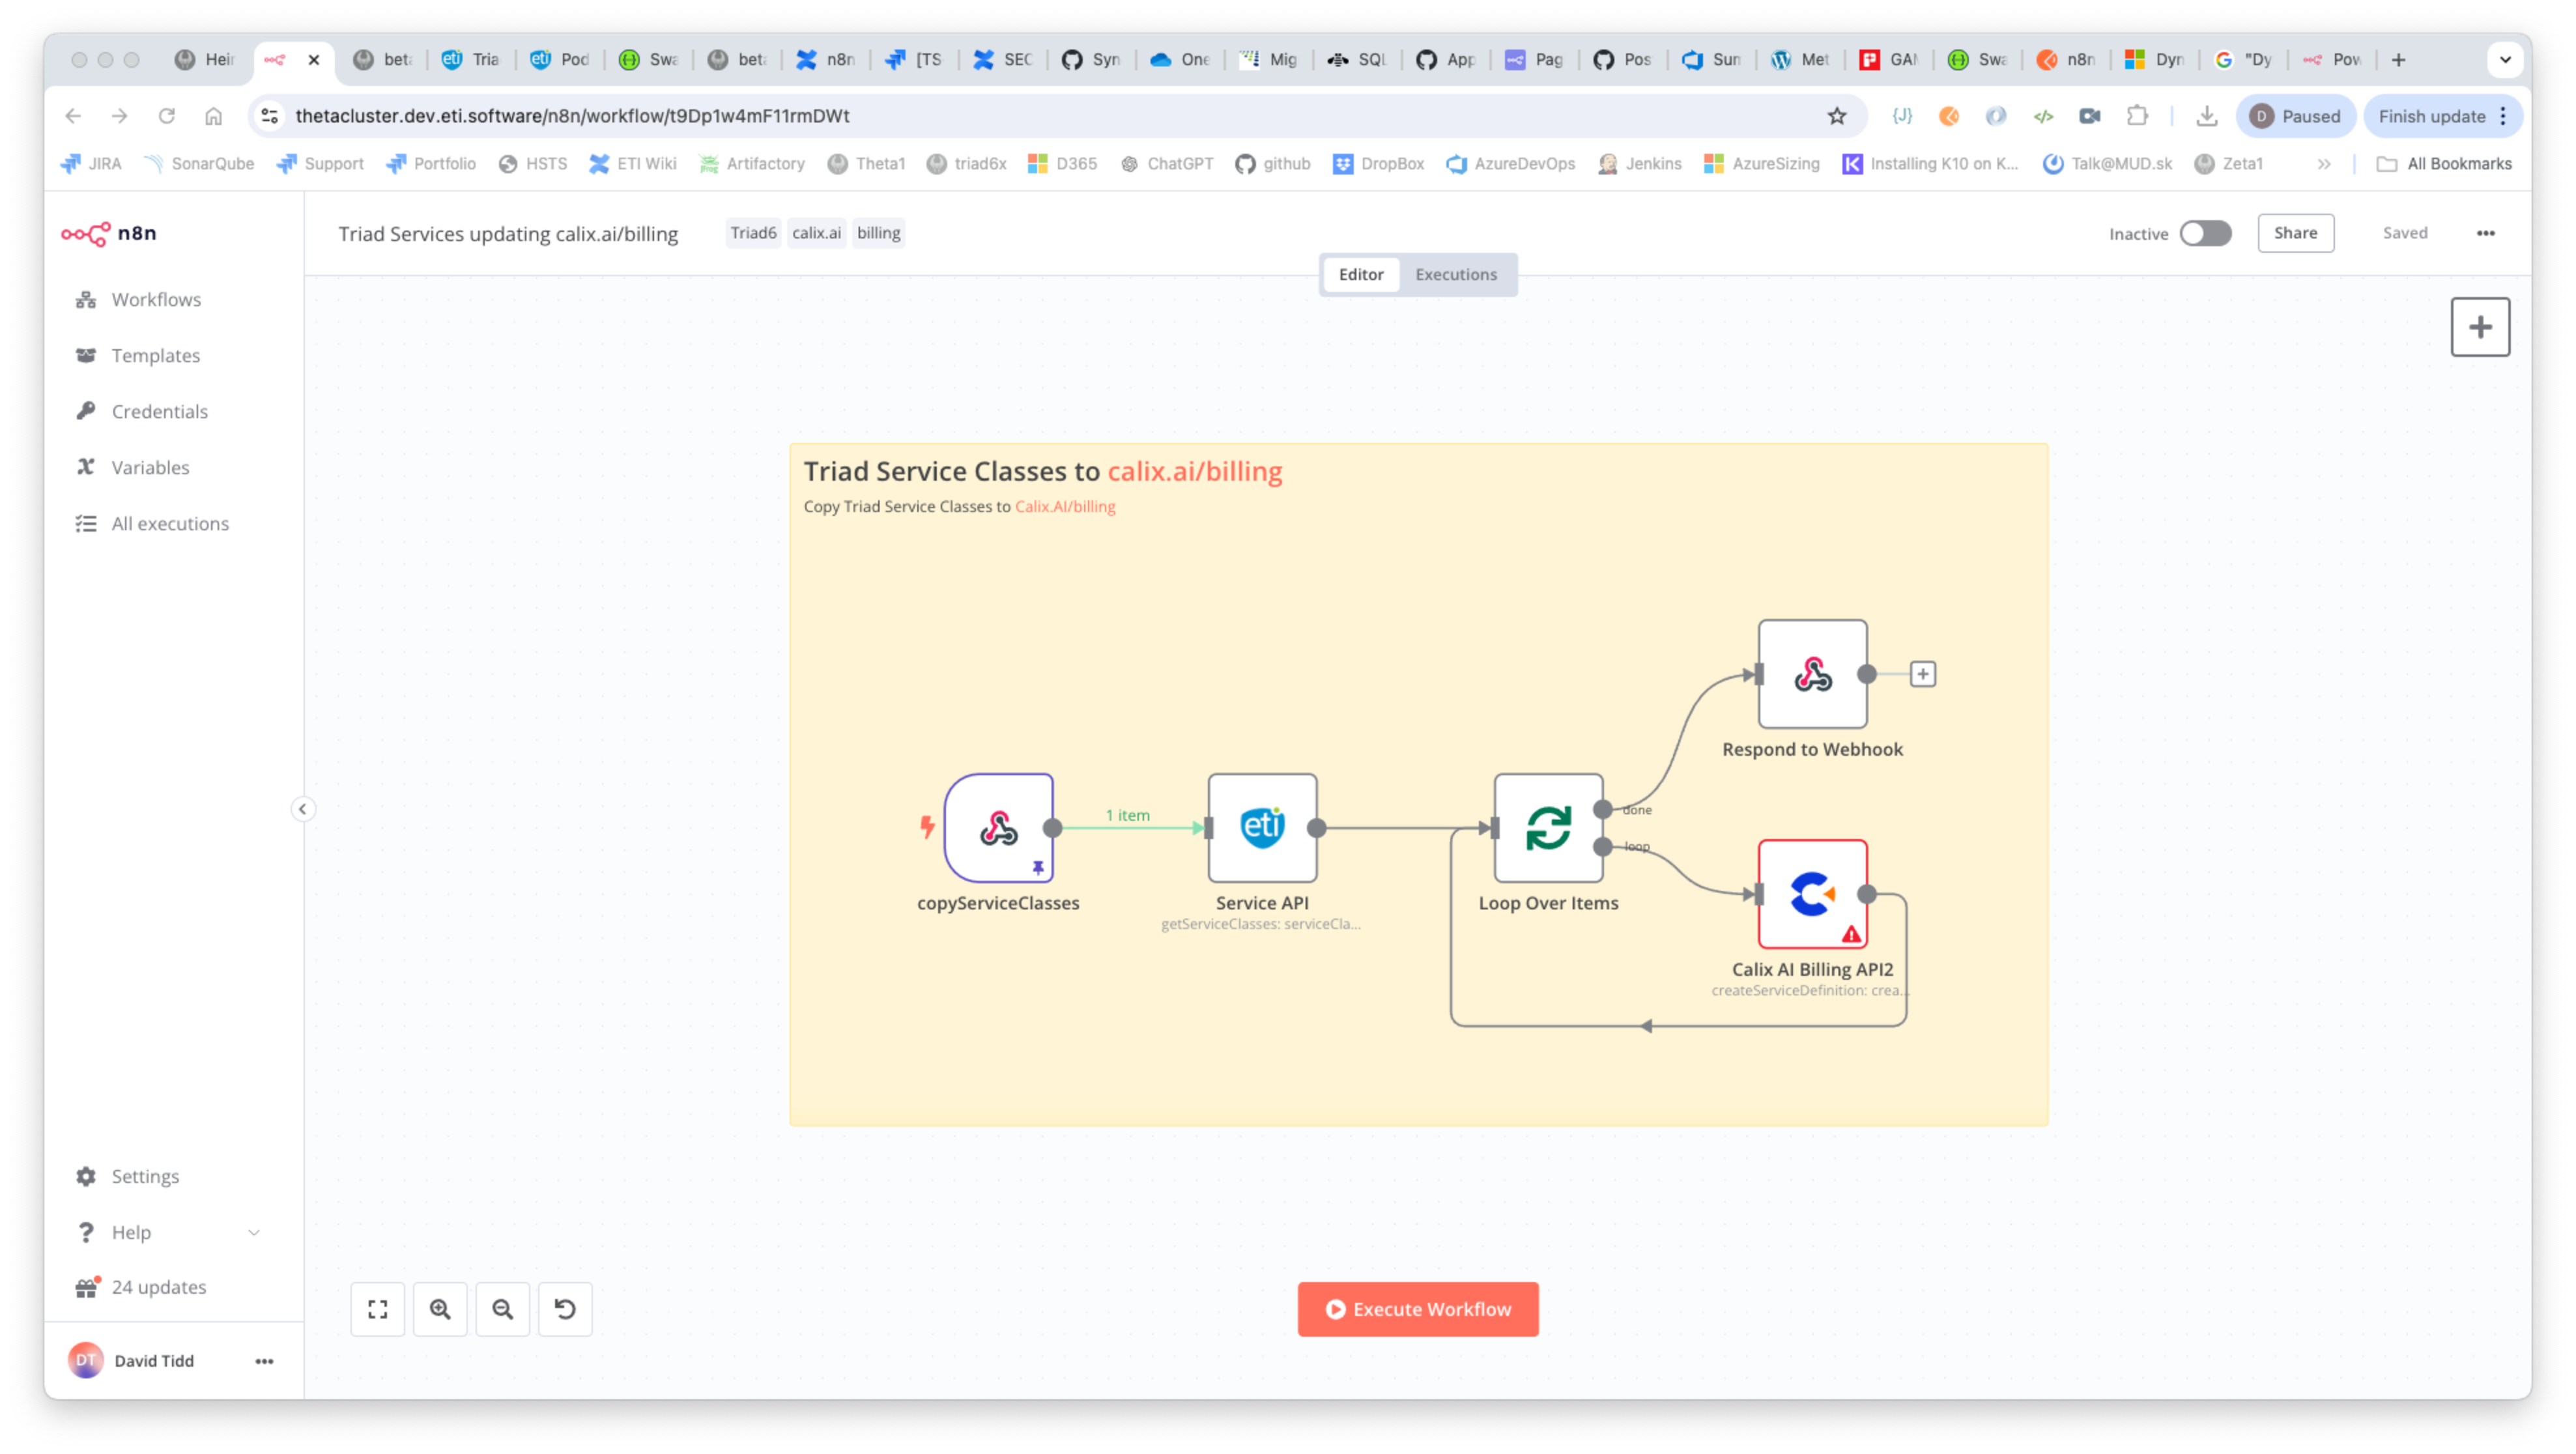 Hei
bet
Tria
Pod
Swa
bet
n8n
[TS
SEC
Syn
One
Mig
SQL
App
Pag
Pos
Sun
Met
GA
Swa
n8n
Dyn
"Dy
Pow
thetacluster.dev.eti.software/n8n/workflow/t9Dp1w4mF11rmDWt
{J}
</>
D
Paused
Finish update
JIRA
SonarQube
Support
Portfolio
HSTS
ETI Wiki
Artifactory
Theta1
triad6x
D365
ChatGPT
github
DropBox
AzureDevOps
Jenkins
AzureSizing
Installing K10 on K...
Talk@MUD.sk
Zeta1
All Bookmarks
n8n
Triad Services updating calix.ai/billing
Triad6
calix.ai
billing
Inactive
Share
Saved
Editor
Executions
Workflows
Templates
Credentials
Variables
All executions
Triad Service Classes to calix.ai/billing
Copy Triad Service Classes to Calix.AI/billing
Respond to Webhook
1 item
eti
done
loop
copyServiceClasses
Service API
getServiceClasses: serviceCla...
Loop Over Items
Calix AI Billing API2
createServiceDefinition: crea...
Settings
Help
24 updates
Execute Workflow
DT
David Tidd